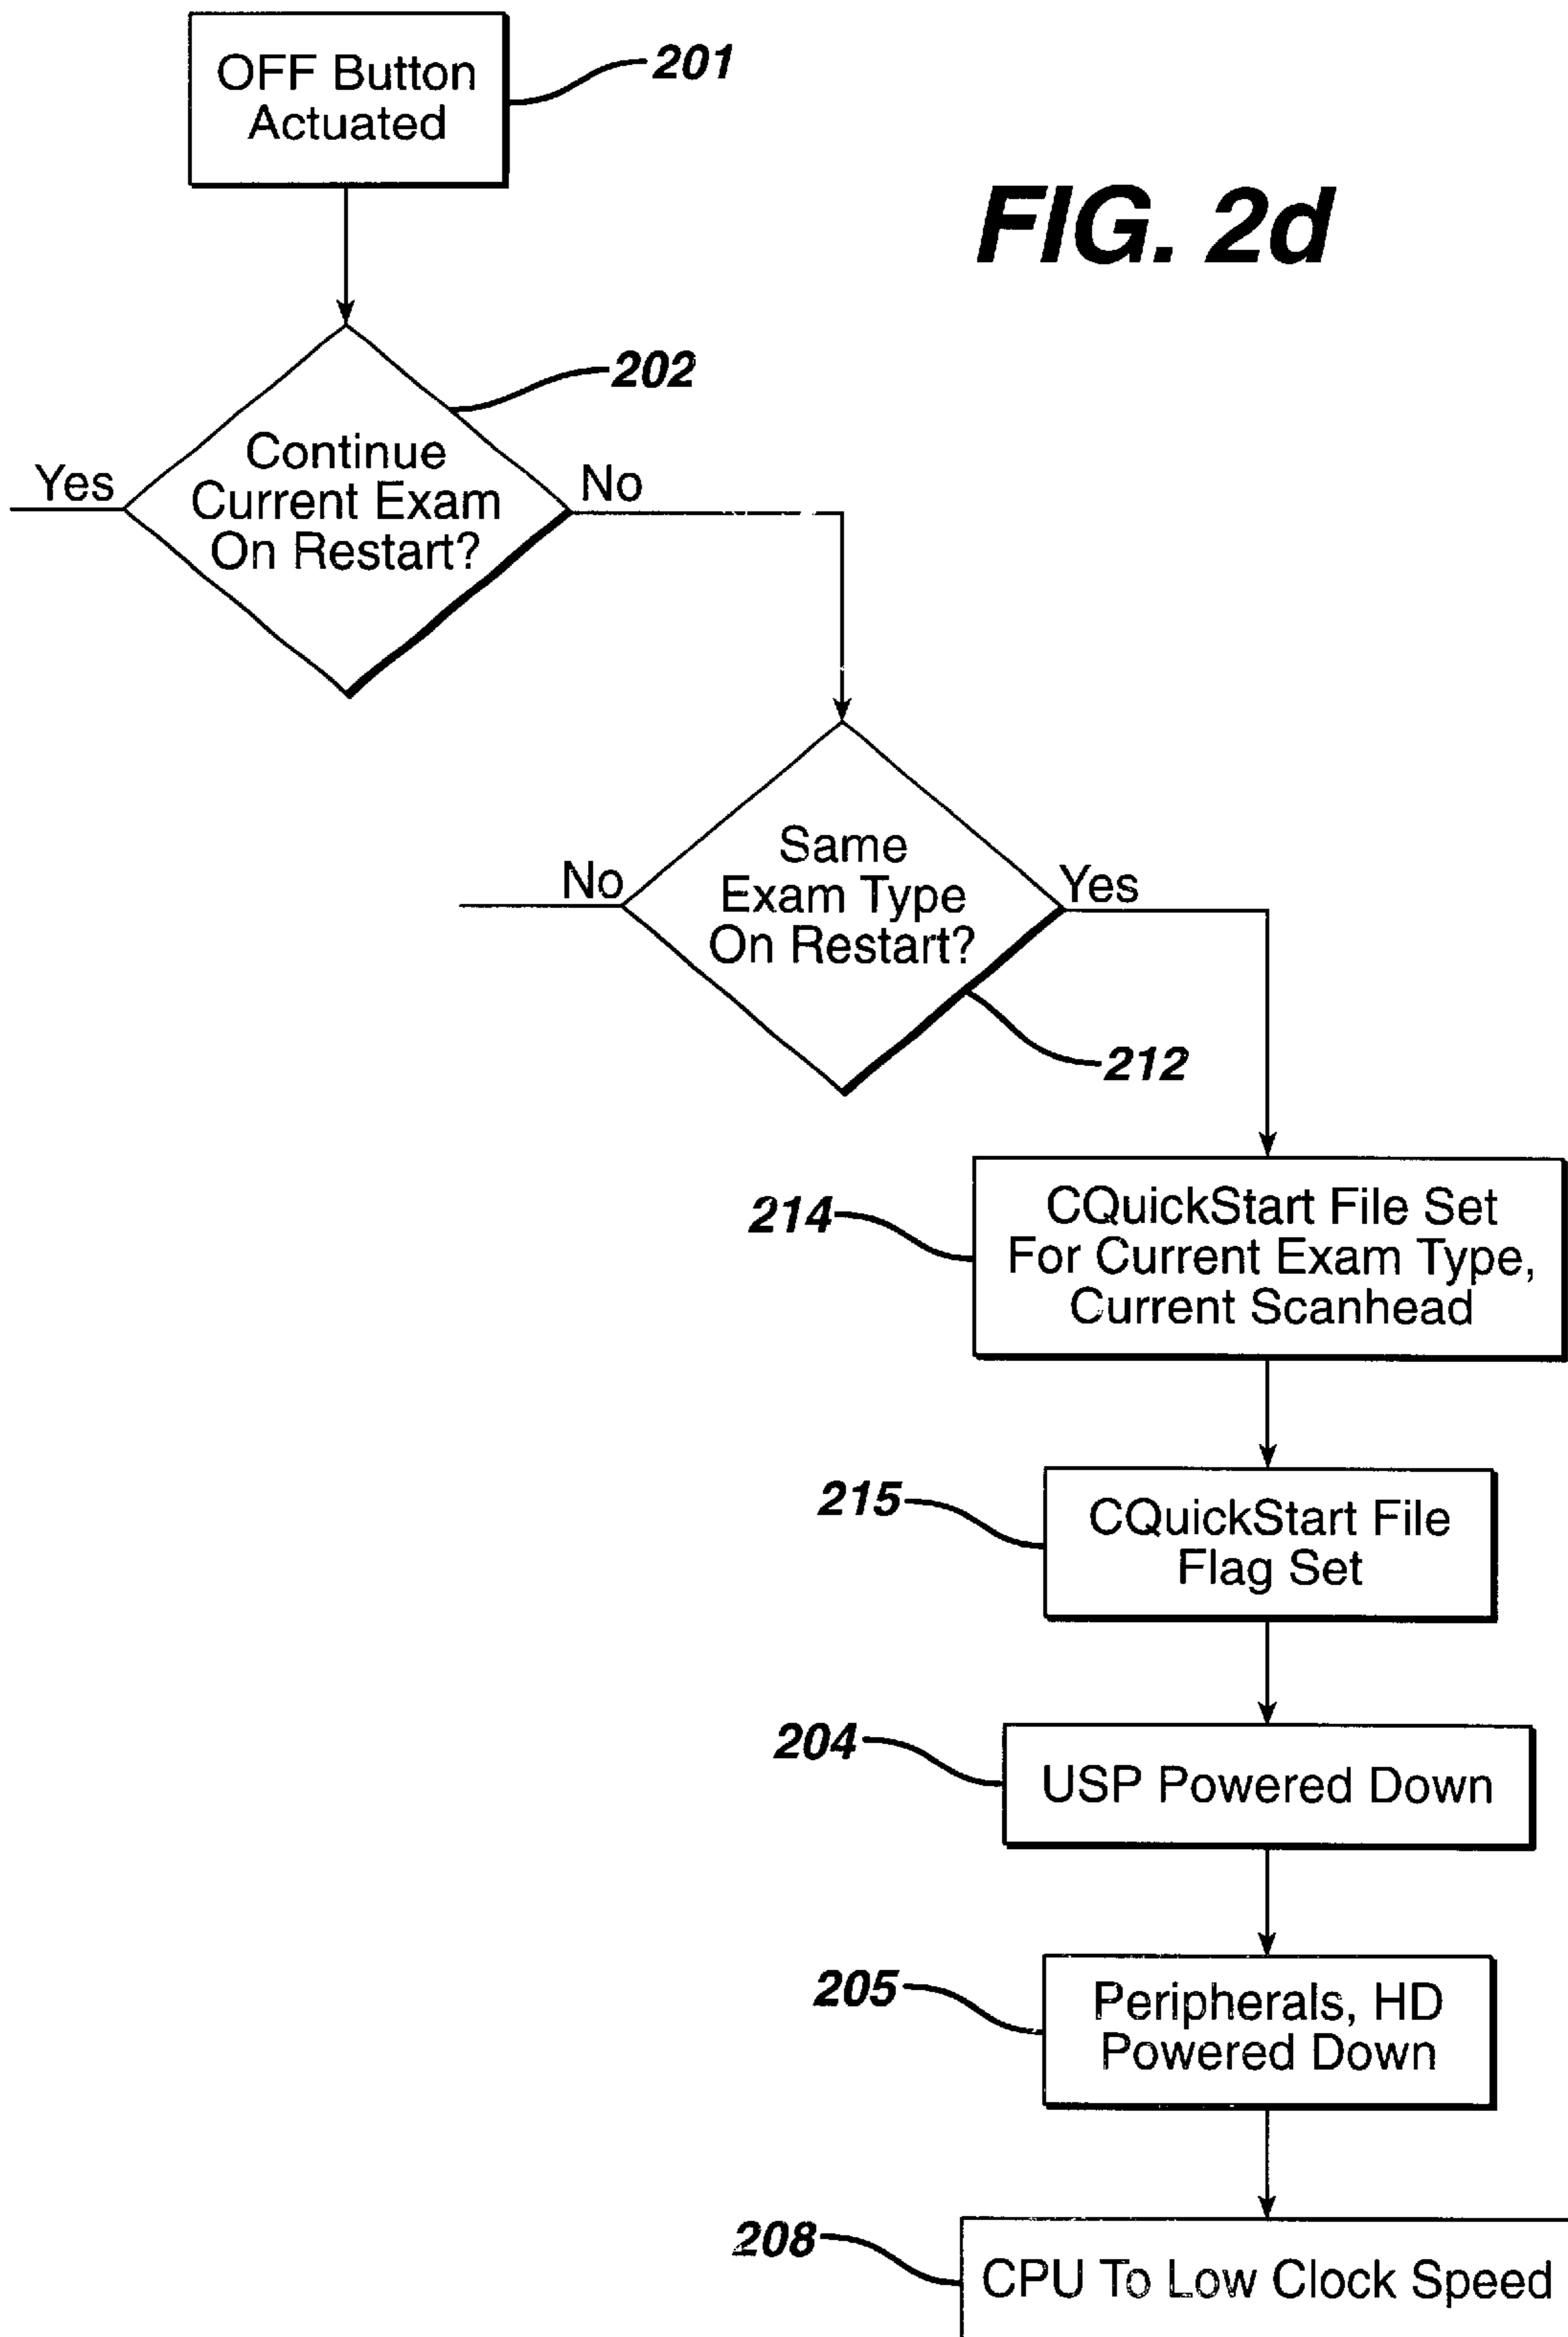 OFF Button
Actuated
201
FIG. 2d
202
Continue
Current Exam
On Restart?
Yes
No
Same
Exam Type
On Restart?
No
Yes
212
214
CQuickStart File Set
For Current Exam Type,
Current Scanhead
215
CQuickStart File
Flag Set
204
USP Powered Down
205
Peripherals, HD
Powered Down
208
CPU To Low Clock Speed